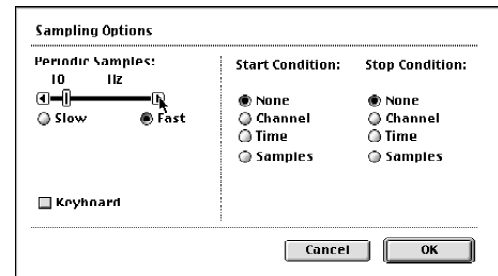 Sampling Options
Periodic Samples:
10 Hz
Slow Fast
Keyboard
Start Condition:
None
Channel
Time
Samples
Stop Condition:
None
Channel
Time
Samples
Cancel OK